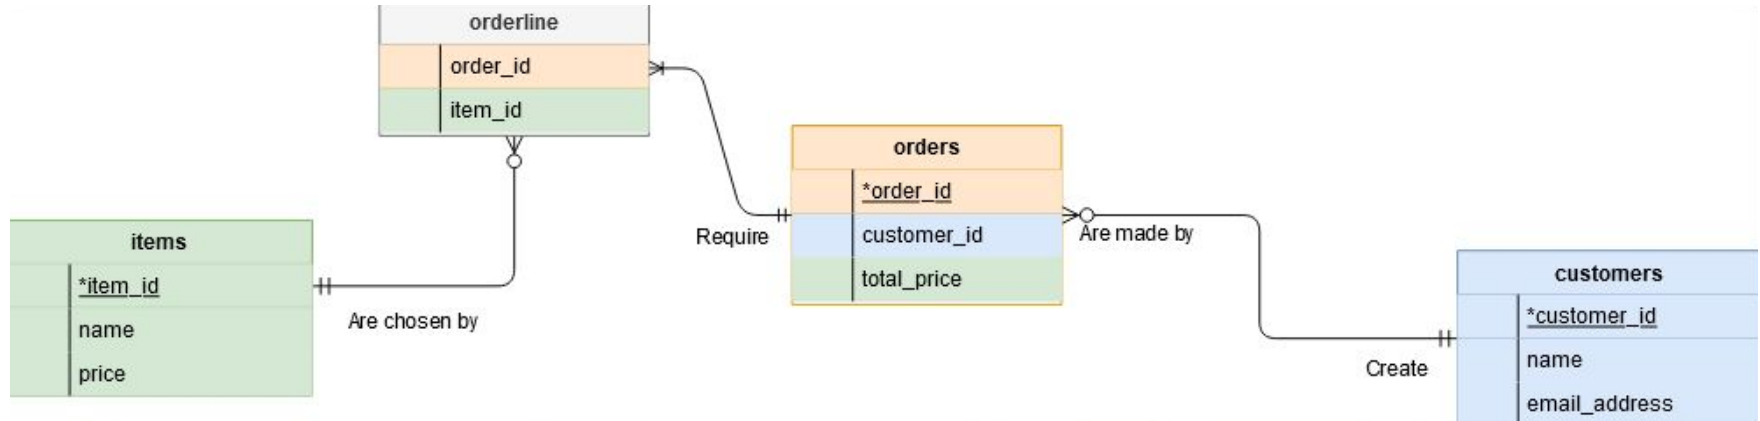 orderline
order_id
item_id
orders
*order_id
customer_id
total_price
Require
Are made by
items
*item_id
name
price
Are chosen by
customers
*customer_id
name
email_address
Create